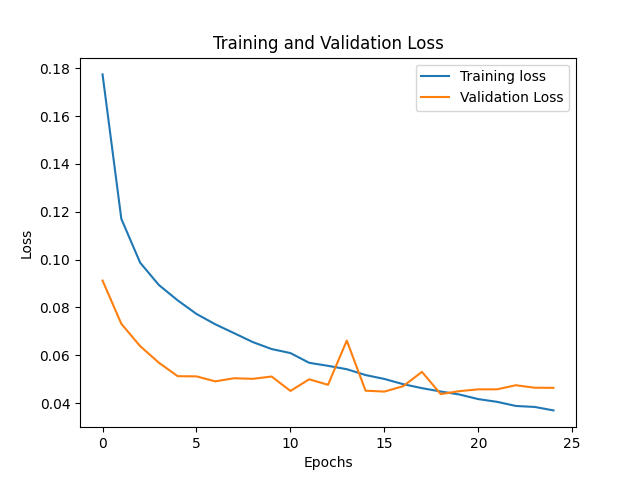 Training and Validation Loss
Training loss
Validation Loss
Loss
0.18
0.16
0.14
0.12
0.10
0.08
0.06
0.04
0 5 10 15 20 25
Epochs